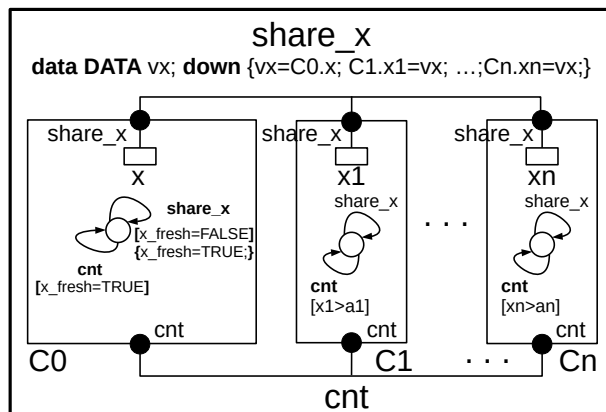 share_x
data DATA vx; down {vx=C0.x; C1.x1=vx; ...;Cn.xn=vx;}
share_x share_x share_x
x x1 xn
share_x
[x_fresh=FALSE]
{x_fresh=TRUE;}
cnt
[x_fresh=TRUE]
share_x
cnt
[x1>a1]
. . .
share_x
cnt
[xn>an]
cnt cnt cnt
C0 C1 . . . Cn
cnt